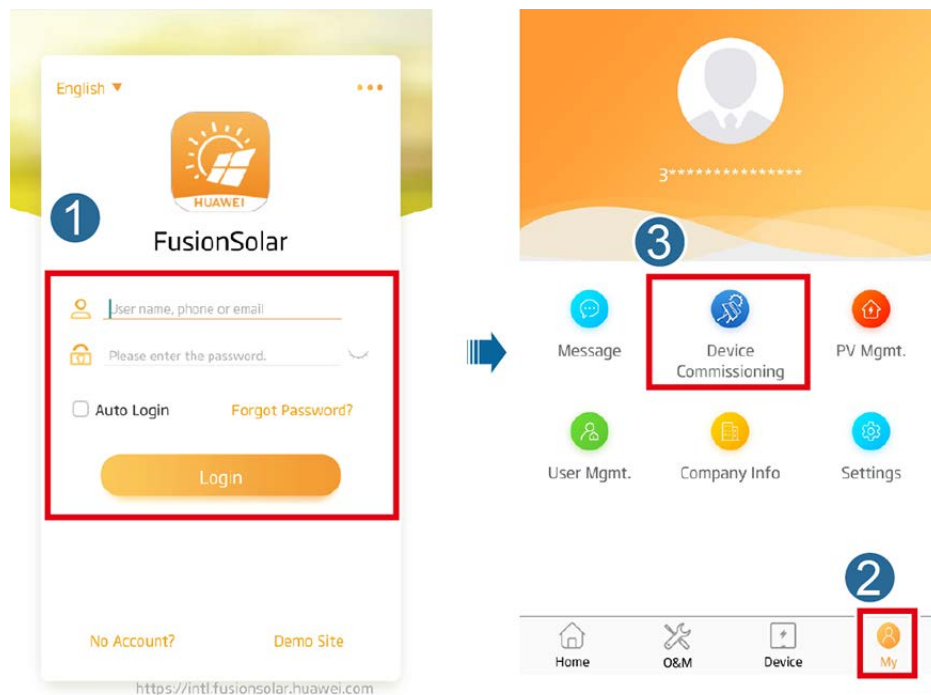 English ▼
HUAWEI
1
FusionSolar
User name, phone or email
Please enter the password.
Auto Login
Forgot Password?
Login
No Account?
Demo Site
https://intl.fusionsolar.huawei.com
3***************
3
Message
Device
Commissioning
PV Mgmt.
User Mgmt.
Company Info
Settings
2
Home
O&M
Device
My